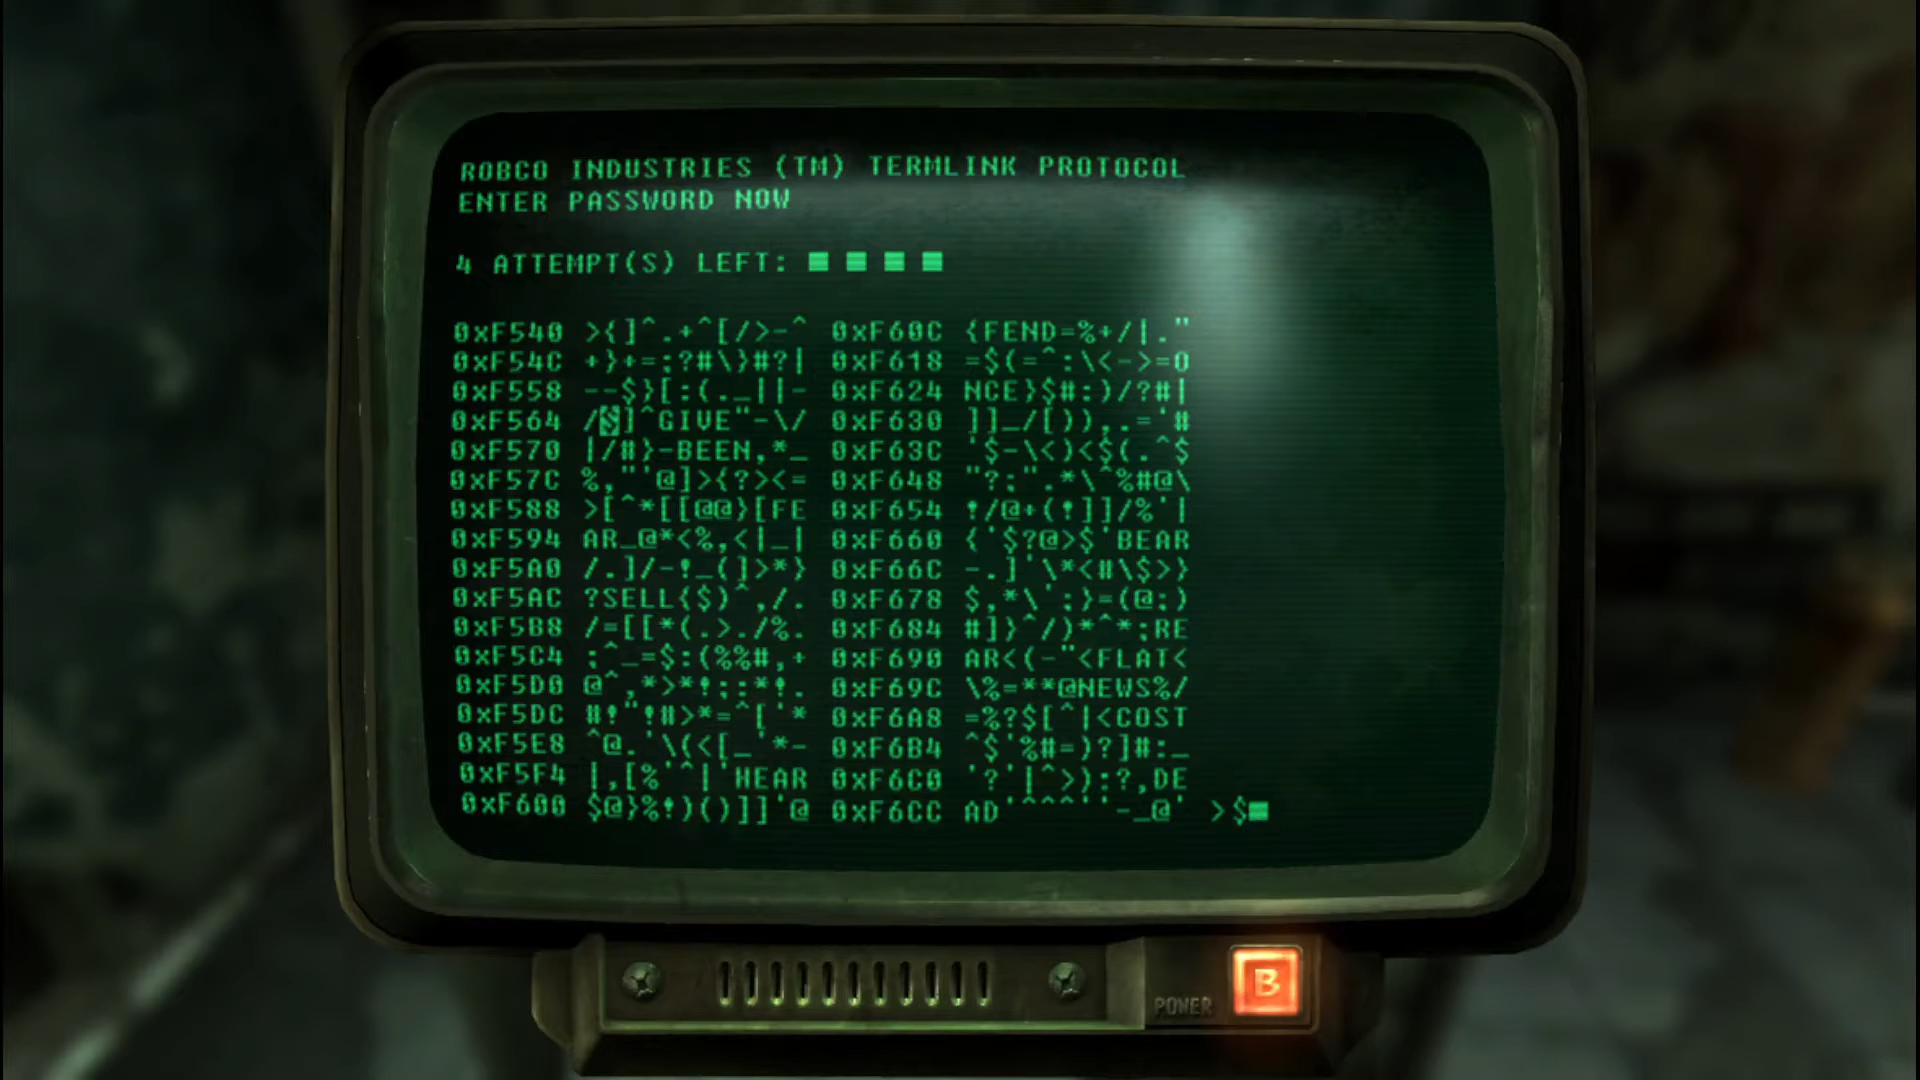 ROBCO INDUSTRIES (TM) TERMLINK PROTOCOL
ENTER PASSWORD NOW
4 ATTEMPT(S) LEFT: ■ ■ ■ ■
0xF540 >{]^.+^[/>-^ 0xF60C {FEND=%+/|."
0xF54C +}+=;?#\}#?| 0xF618 =$(=^:\<->=O
0xF558 --$}[:(._||- 0xF624 NCE}$#:)/?#|
0xF564 /$]^GIVE"-\/ 0xF630 ]]_/[)),.='#
0xF570 |/#}-BEEN,*_ 0xF63C '$-\<)<$(.^$
0xF57C %,"'@]>{?><= 0xF648 "?;".*\^%#@\
0xF588 >[^*[[@@}[FE 0xF654 !/@+(!]]/%'|
0xF594 AR_@*<%,<|_| 0xF660 {'$?@>$'BEAR
0xF5A0 /.]/-!_(]>*} 0xF66C -.]'\*<#\$>}
0xF5AC ?SELL{$)^,/. 0xF678 $,*\';}=(@:)
0xF5B8 /=[[*(.>./%. 0xF684 #]}^/)*^*;RE
0xF5C4 ;^_=$:(%%#,+ 0xF690 AR<(-"<FLAT<
0xF5D0 @^,*>*!;:*!. 0xF69C \%=**@NEWS%/
0xF5DC #!"!#>*=^['* 0xF6A8 =%?$[^|<COST
0xF5E8 ^@.'\(<[_'*- 0xF6B4 ^$'%#=)?]#:_
0xF5F4 |,[%'^|'HEAR 0xF6C0 '?'|^>);?,DE
0xF600 $@}%!)()]]'@ 0xF6CC AD'^^^''-_@' >$■
POWER
B